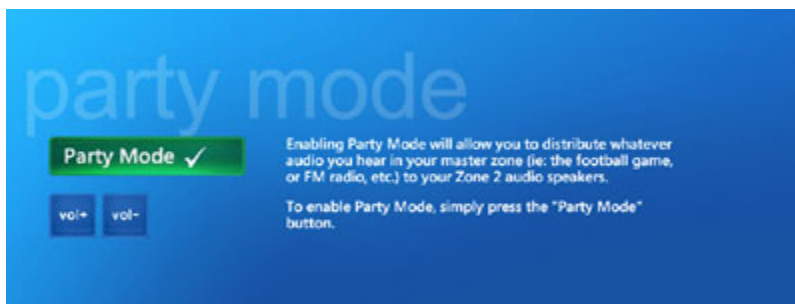 party mode
Party Mode ✓
Enabling Party Mode will allow you to distribute whatever
audio you hear in your master zone (ie: the football game,
or FM radio, etc.) to your Zone 2 audio speakers.
vol+ vol-
To enable Party Mode, simply press the "Party Mode"
button.